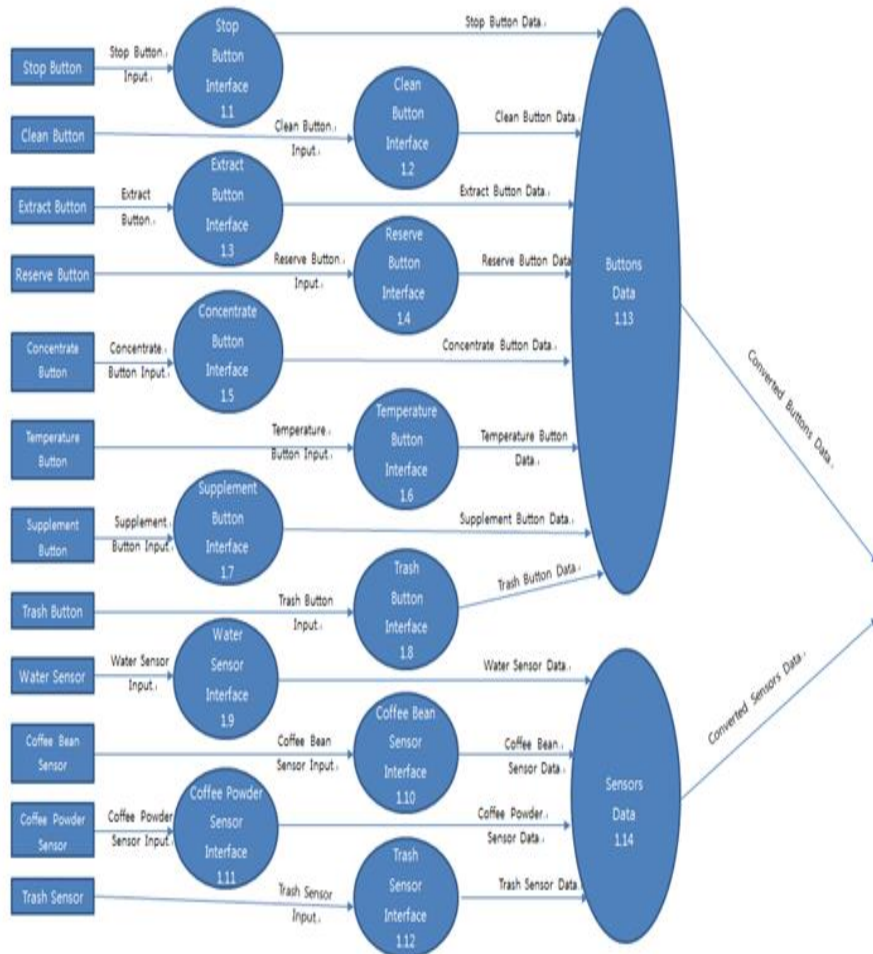 Stop Button
Stop Button
Input
Stop
Button
Interface
1.1
Stop Button Data
Clean Button
Clean Button
Input
Clean
Button
Interface
1.2
Clean Button Data
Extract Button
Extract
Button
Extract
Button
Interface
1.3
Extract Button Data
Reserve Button
Reserve Button
Input
Reserve
Button
Interface
1.4
Reserve Button Data
Concentrate
Button
Concentrate
Button Input
Concentrate
Button
Interface
1.5
Concentrate Button Data
Temperature
Button
Temperature
Button Input
Temperature
Button
Interface
1.6
Temperature Button
Data
Supplement
Button
Supplement
Button Input
Supplement
Button
Interface
1.7
Supplement Button Data
Trash Button
Trash Button
Input
Trash
Button
Interface
1.8
Trash Button Data
Buttons
Data
1.13
Converted Buttons Data
Water Sensor
Water Sensor
Input
Water
Sensor
Interface
1.9
Water Sensor Data
Coffee Bean
Sensor
Coffee Bean
Sensor Input
Coffee Bean
Sensor
Interface
1.10
Coffee Bean
Sensor Data
Coffee Powder
Sensor
Coffee Powder
Sensor Input
Coffee Powder
Sensor
Interface
1.11
Coffee Powder
Sensor Data
Trash Sensor
Trash Sensor
Input
Trash
Sensor
Interface
1.12
Trash Sensor Data
Sensors
Data
1.14
Converted Sensors Data